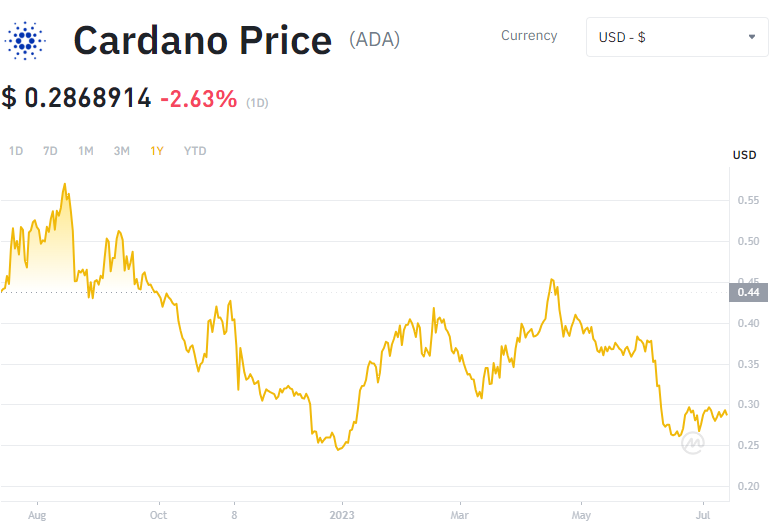 Cardano Price (ADA)
Currency
USD - $
$ 0.2868914 -2.63% (1D)
1D 7D 1M 3M 1Y YTD
USD
0.55
0.50
0.45
0.44
0.40
0.35
0.30
0.25
0.20
Aug Oct 8 2023 Mar May Jul